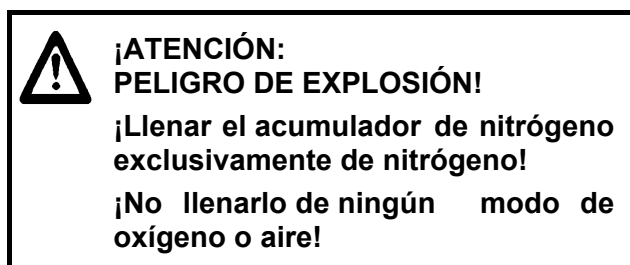 ¡ATENCIÓN:
PELIGRO DE EXPLOSIÓN!
¡Llenar el acumulador de nitrógeno
exclusivamente de nitrógeno!
¡No llenarlo de ningún modo de
oxígeno o aire!